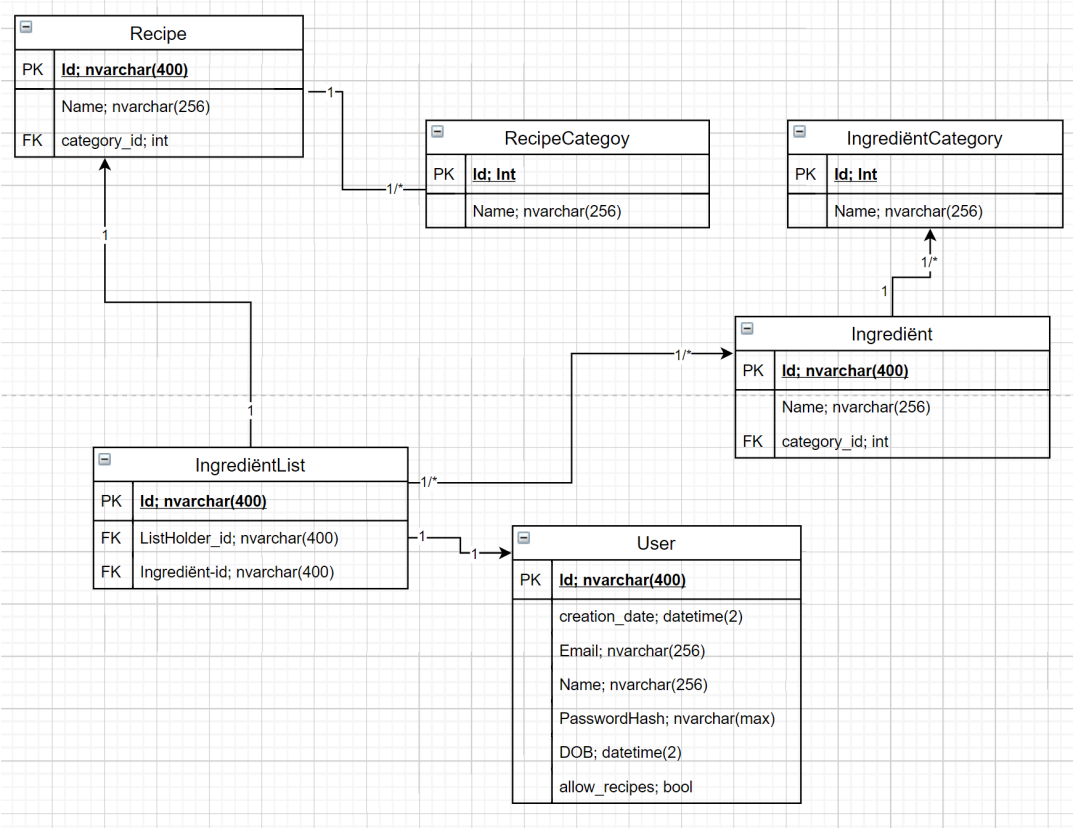 Recipe
PK Id; nvarchar(400)
Name; nvarchar(256)
FK category_id; int
1
1/*
RecipeCategoy
PK Id; Int
Name; nvarchar(256)
IngrediëntCategory
PK Id; Int
Name; nvarchar(256)
1
1/*
1
Ingrediënt
PK Id; nvarchar(400)
Name; nvarchar(256)
FK category_id; int
1/*
1
IngrediëntList
PK Id; nvarchar(400)
FK ListHolder_id; nvarchar(400)
FK Ingrediënt-id; nvarchar(400)
1/*
1
1
User
PK Id; nvarchar(400)
creation_date; datetime(2)
Email; nvarchar(256)
Name; nvarchar(256)
PasswordHash; nvarchar(max)
DOB; datetime(2)
allow_recipes; bool